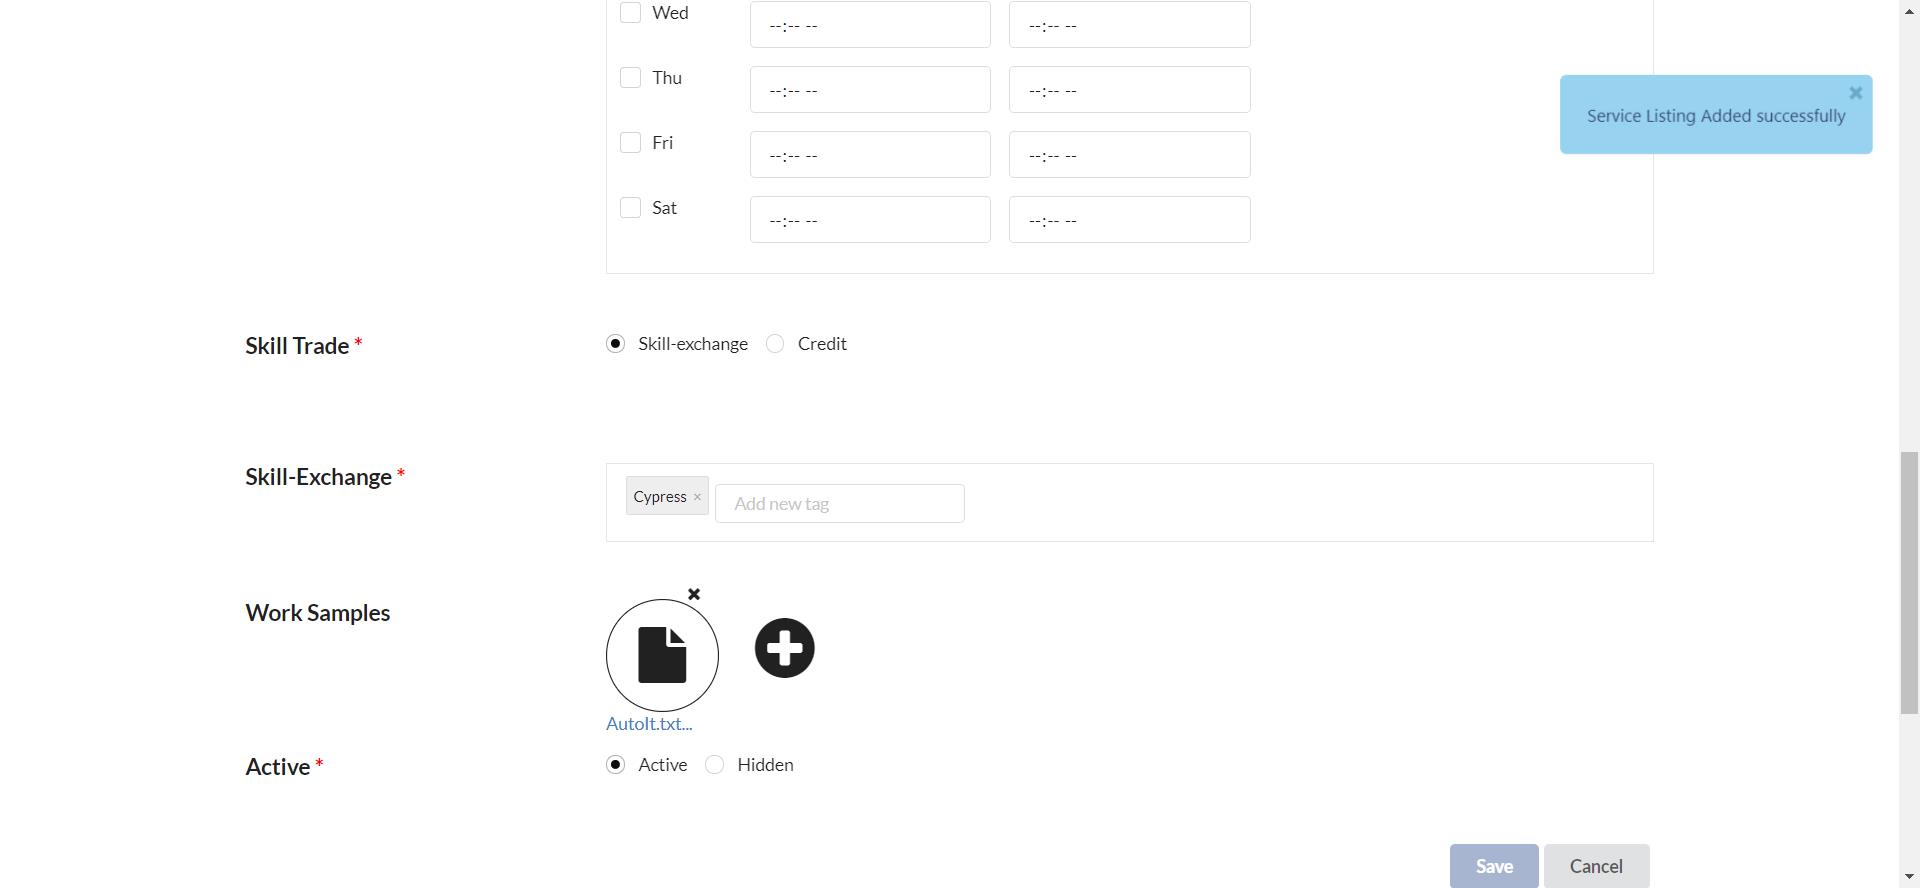 Wed --:-- -- --:-- --
Thu --:-- -- --:-- --
Service Listing Added successfully
Fri --:-- -- --:-- --
Sat --:-- -- --:-- --
Skill Trade * Skill-exchange Credit
Skill-Exchange * Cypress × Add new tag
Work Samples
AutoIt.txt...
Active * Active Hidden
Save Cancel